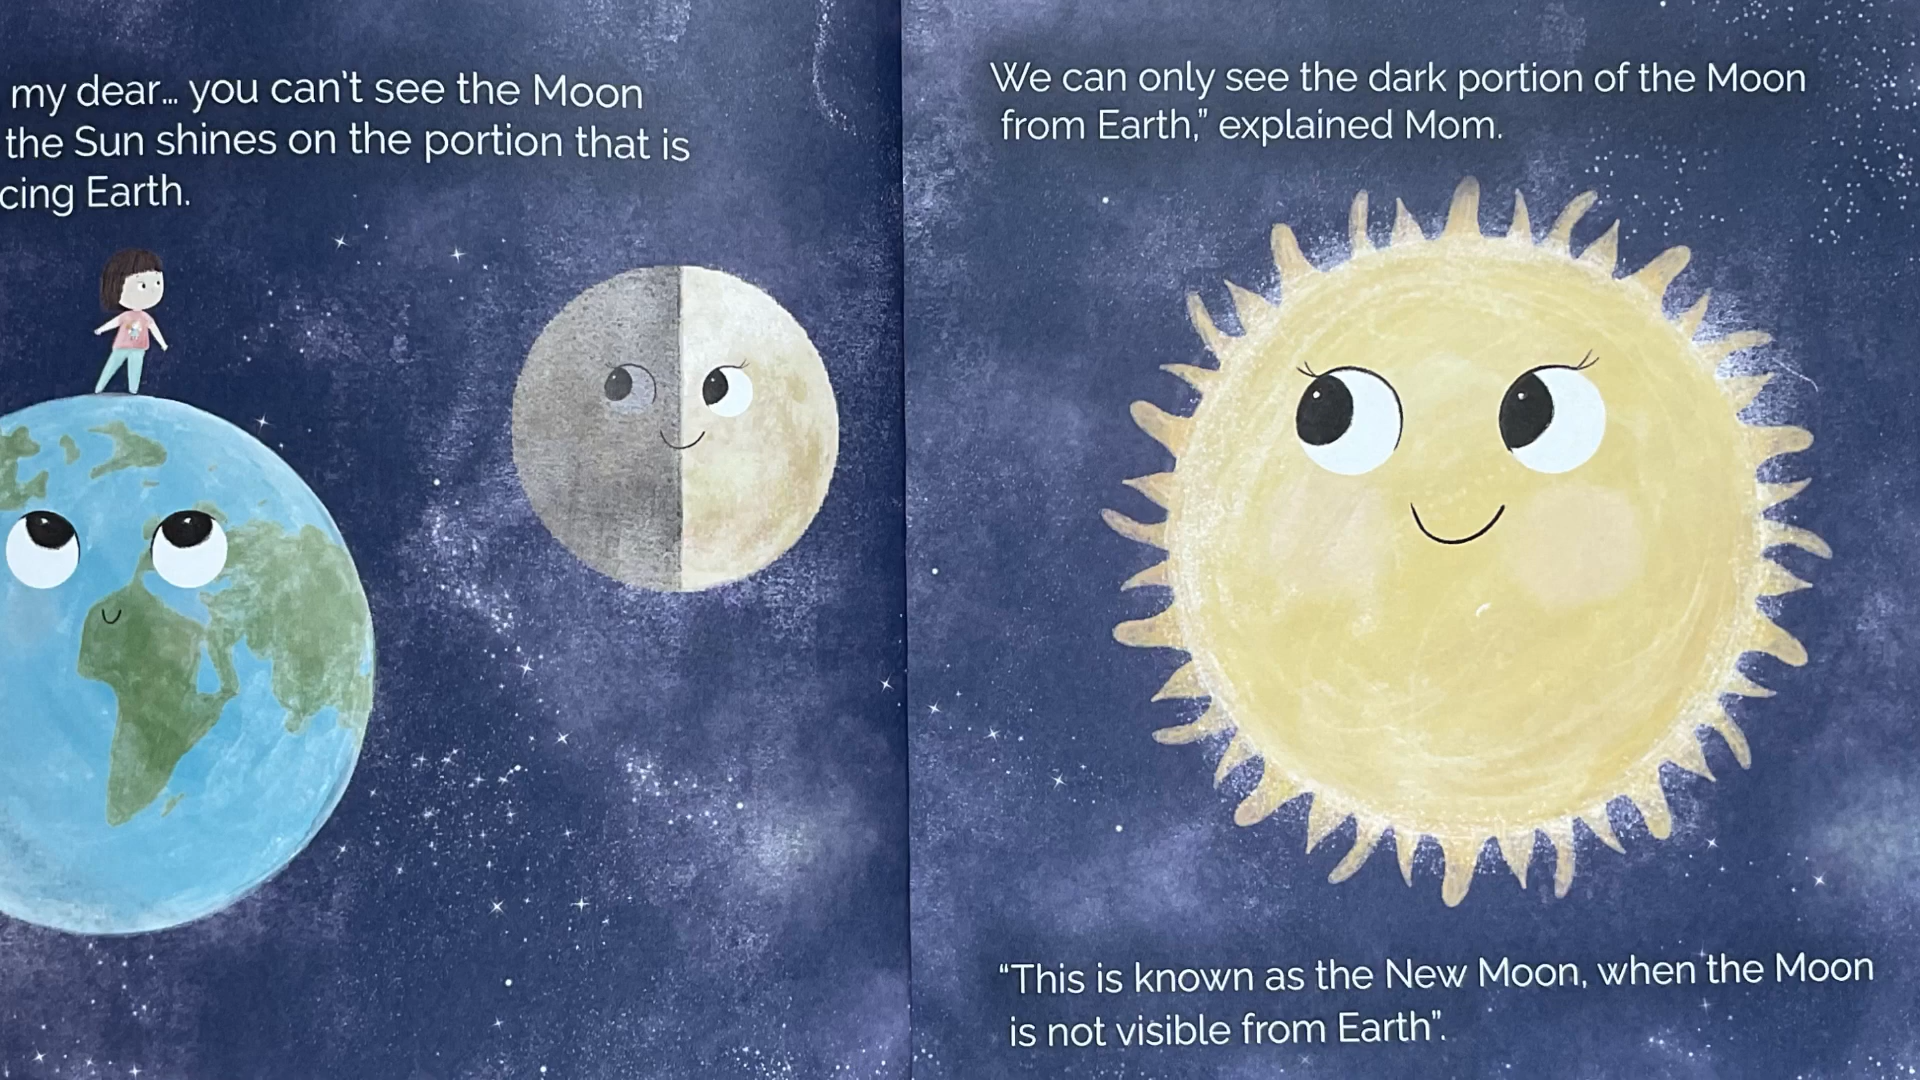 my dear... you can't see the Moon
the Sun shines on the portion that is
cing Earth.
We can only see the dark portion of the Moon
from Earth,” explained Mom.
“This is known as the New Moon, when the Moon
is not visible from Earth”.